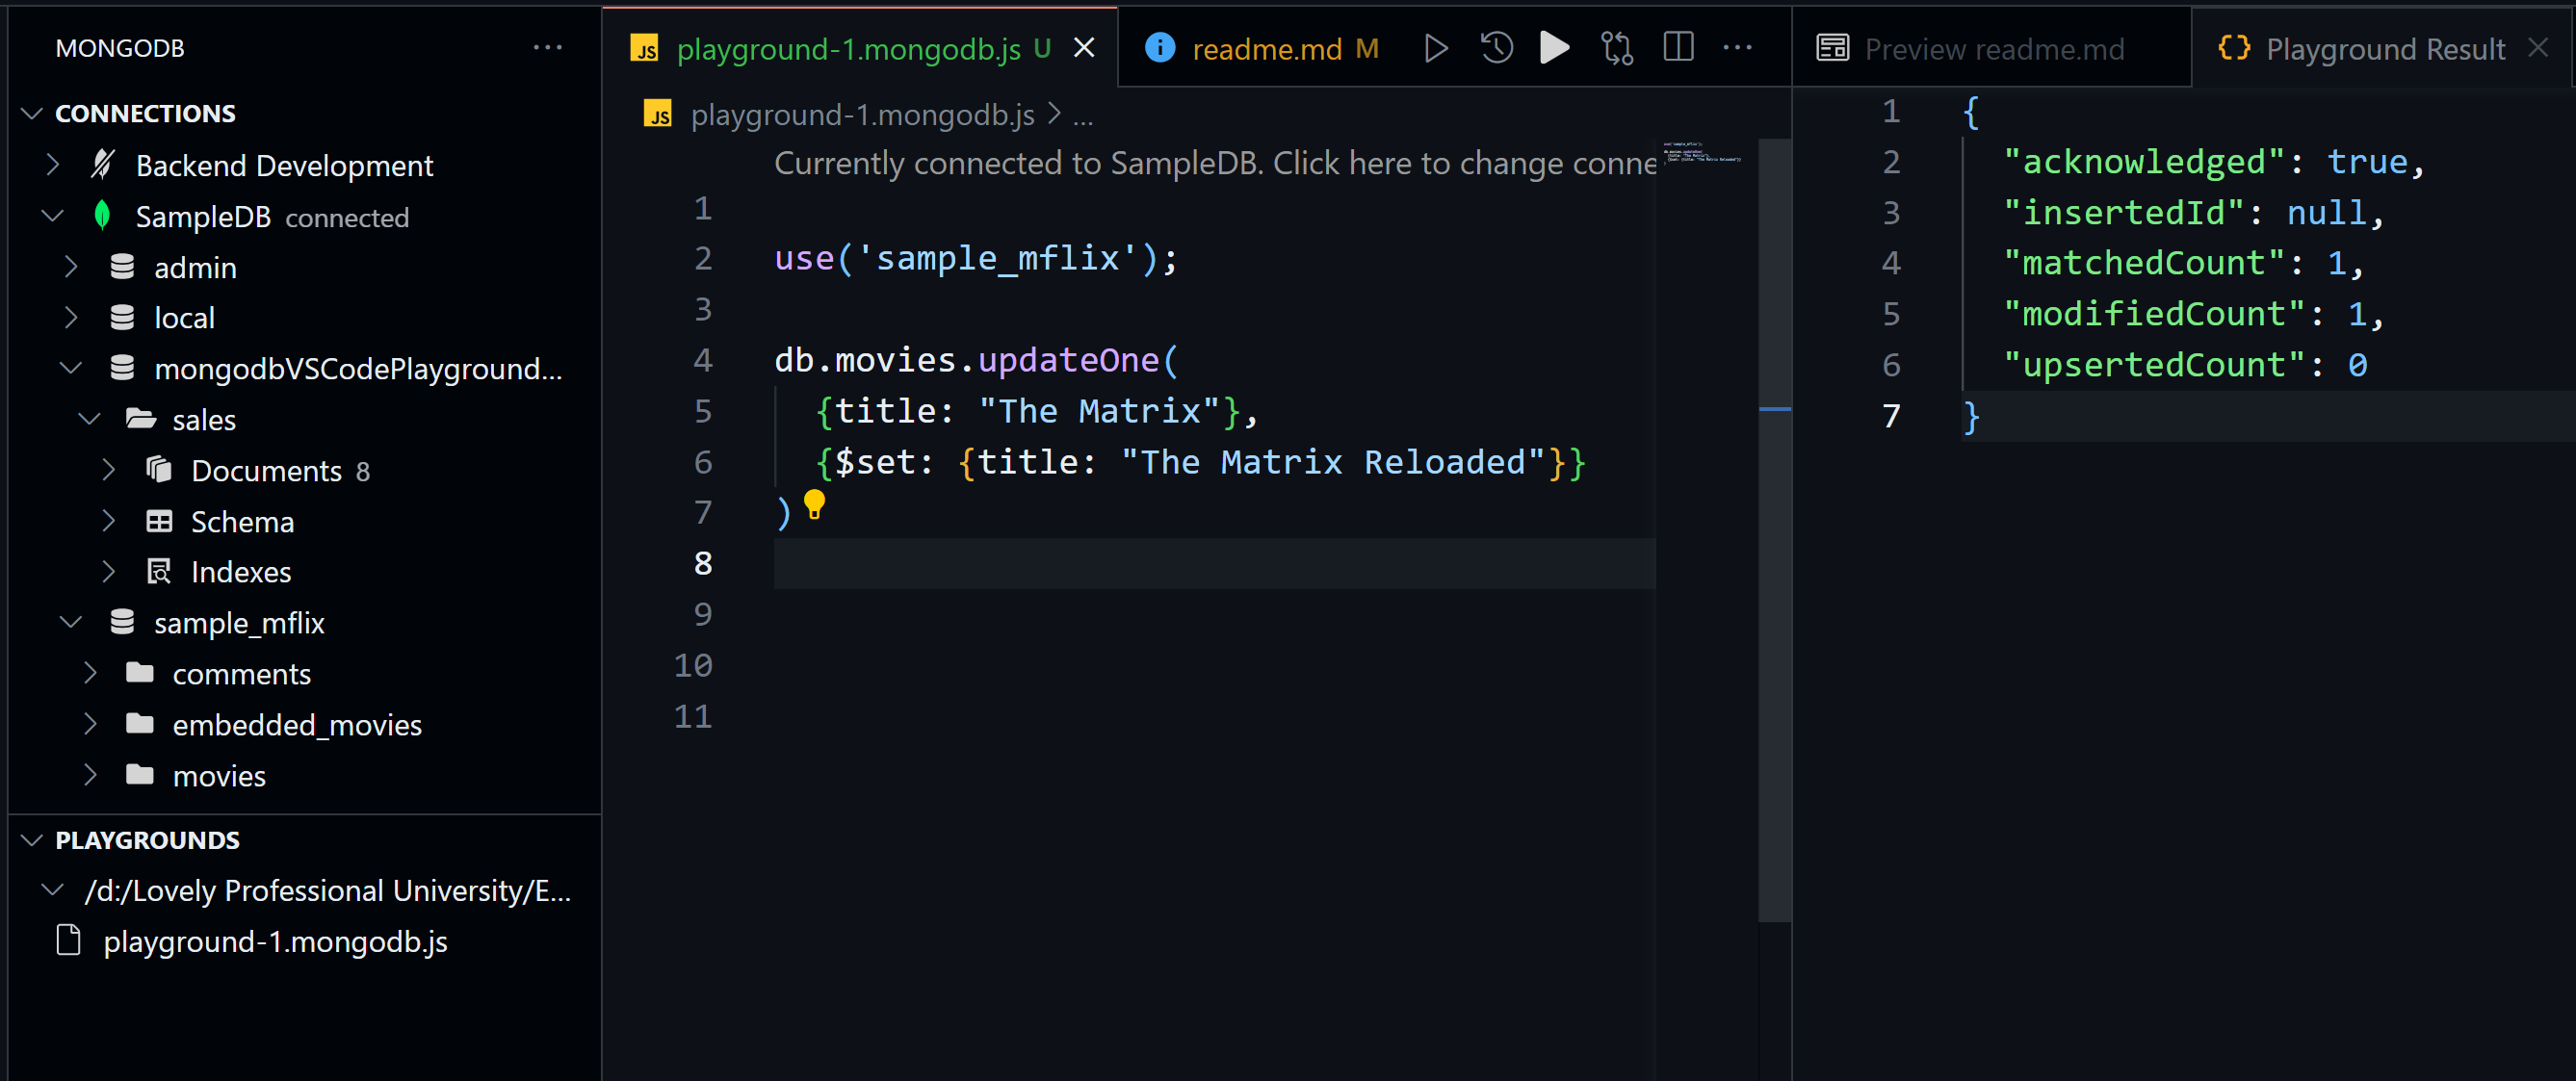 MONGODB
CONNECTIONS
Backend Development
SampleDB connected
admin
local
mongodbVSCodePlayground...
sales
Documents 8
Schema
Indexes
sample_mflix
comments
embedded_movies
movies
PLAYGROUNDS
/d:/Lovely Professional University/E...
playground-1.mongodb.js
JS playground-1.mongodb.js U
readme.md M
JS playground-1.mongodb.js > ...
Currently connected to SampleDB. Click here to change conne
1
2 use('sample_mflix');
3
4 db.movies.updateOne(
5 {title: "The Matrix"},
6 {$set: {title: "The Matrix Reloaded"}}
7 )
8
9
10
11
Preview readme.md
{} Playground Result
1 {
2 "acknowledged": true,
3 "insertedId": null,
4 "matchedCount": 1,
5 "modifiedCount": 1,
6 "upsertedCount": 0
7 }